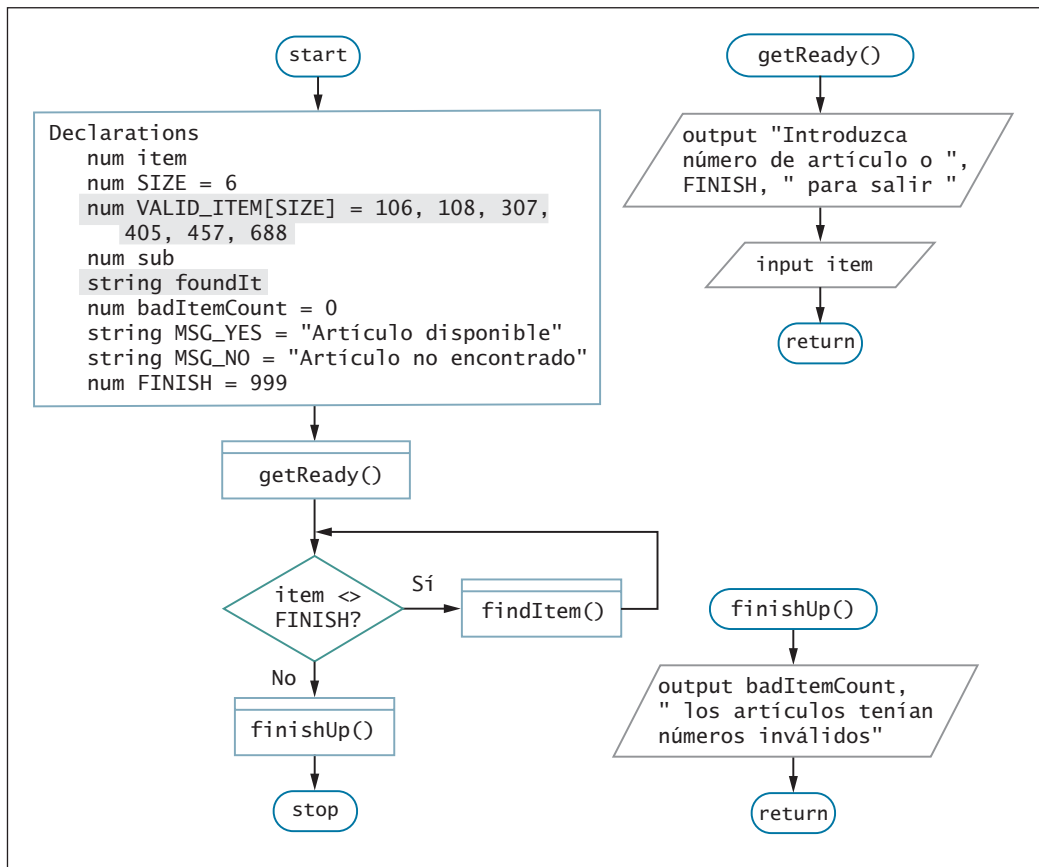 start
Declarations
num item
num SIZE = 6
num VALID_ITEM[SIZE] = 106, 108, 307,
405, 457, 688
num sub
string foundIt
num badItemCount = 0
string MSG_YES = "Artículo disponible"
string MSG_NO = "Artículo no encontrado"
num FINISH = 999
getReady()
item <>
FINISH?
Sí
findItem()
No
finishUp()
stop
getReady()
output "Introduzca
número de artículo o ",
FINISH, " para salir "
input item
return
finishUp()
output badItemCount,
" los artículos tenían
números inválidos"
return